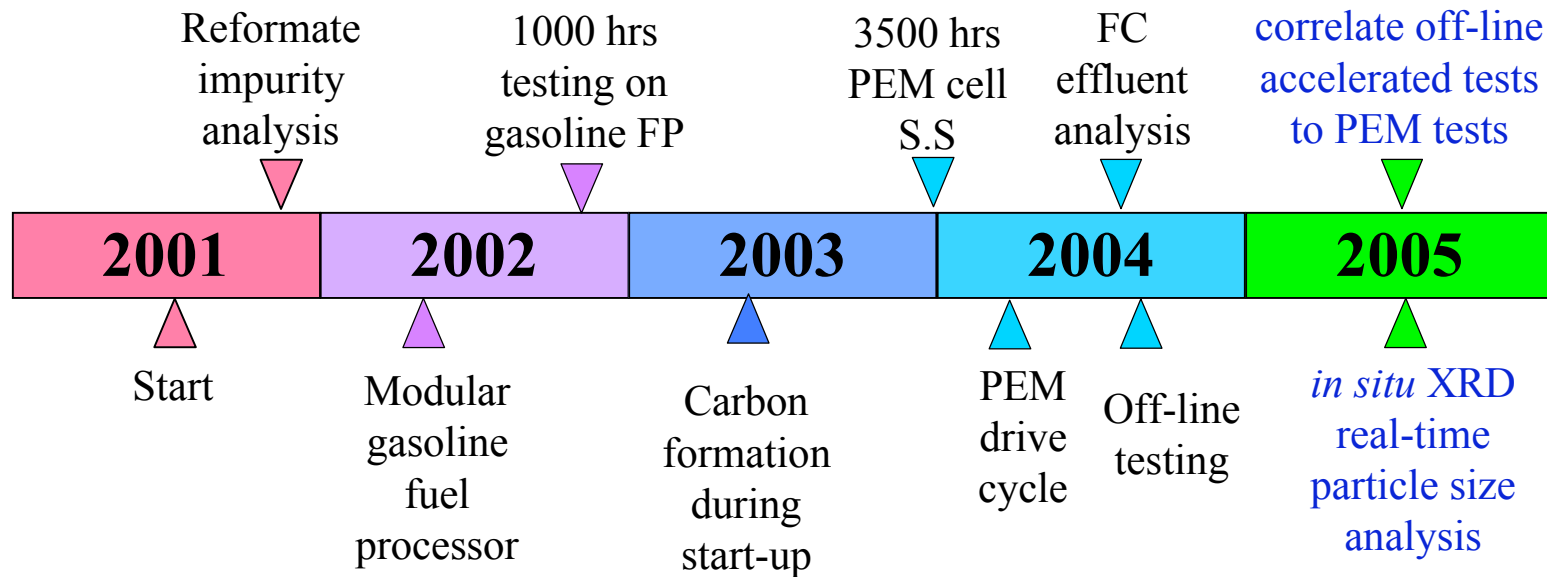 Reformate
impurity
analysis
1000 hrs
testing on
gasoline FP
3500 hrs
PEM cell
S.S
FC
effluent
analysis
correlate off-line
accelerated tests
to PEM tests
2001
2002
2003
2004
2005
Start
Modular
gasoline
fuel
processor
Carbon
formation
during
start-up
PEM
drive
cycle
Off-line
testing
in situ XRD
real-time
particle size
analysis